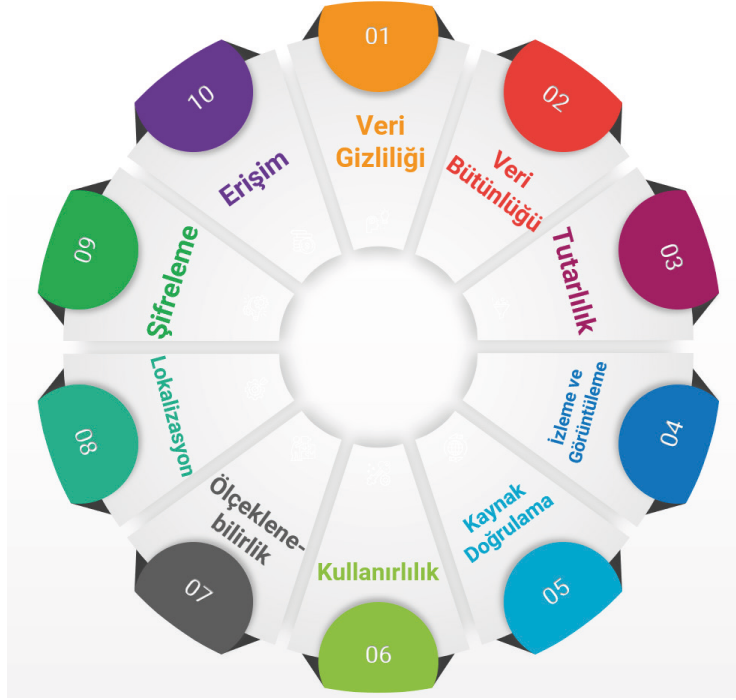 01
Veri
Gizliliği
02
Veri
Bütünlüğü
03
Tutarlılık
04
İzleme ve
Görüntüleme
05
Kaynak
Doğrulama
06
Kullanırlılık
07
Ölçeklene-
bilirlik
08
Lokalizasyon
09
Şifreleme
10
Erişim